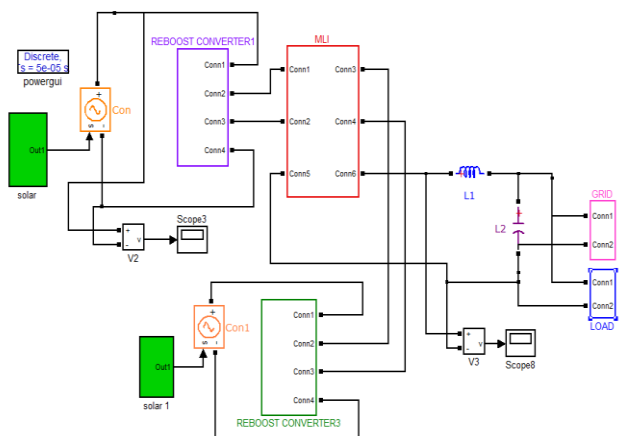 REBOOST CONVERTER1
MLI
Discrete,
Ts = 5e-05 s
powergui
Conn1
Conn2
Conn3
Conn4
Conn1
Conn2
Conn5
Conn3
Conn4
Conn6
+
-
s
Con
Out1
solar
+
-
v
V2
Scope3
L1
L2
+
GRID
Conn1
Conn2
Conn1
Conn2
LOAD
+
-
s
Con1
Out1
solar 1
Conn1
Conn2
Conn3
Conn4
REBOOST CONVERTER3
+
-
v
V3
Scope8